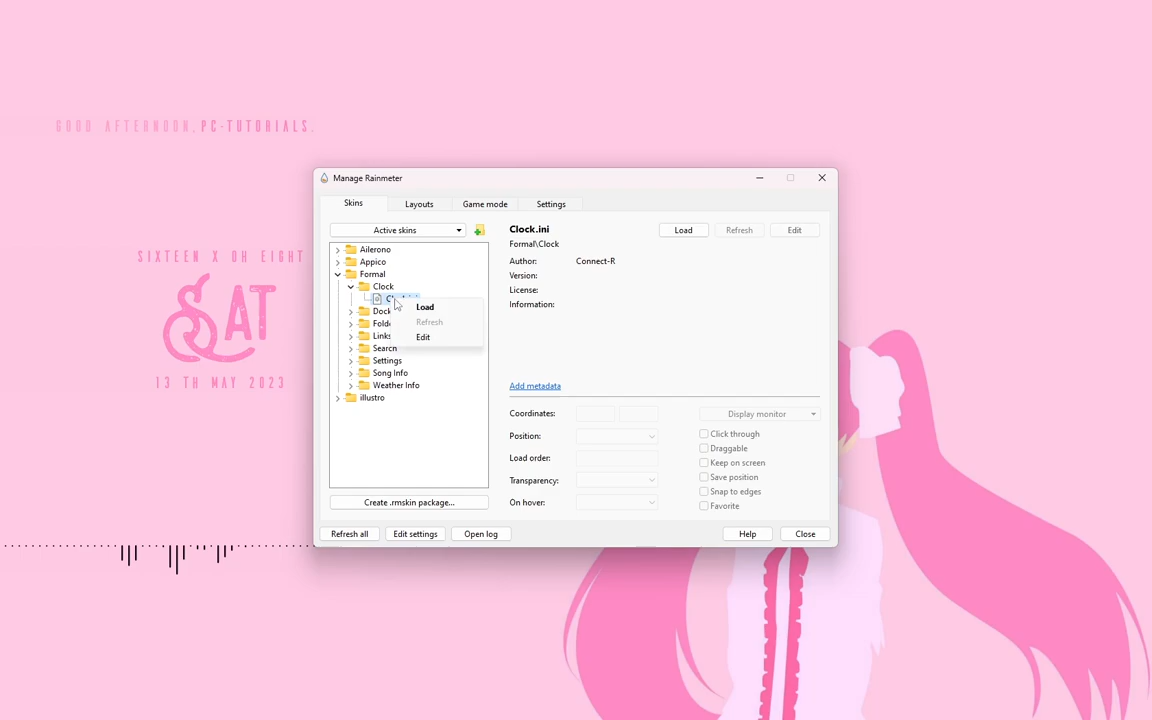 GOOD AFTERNOON, PC-TUTORIALS.
SIXTEEN X OH EIGHT
SAT
13 TH MAY 2023
Manage Rainmeter
Skins
Layouts
Game mode
Settings
Active skins
Ailerono
Appico
Formal
Clock
Dock
Links
Search
Settings
Song Info
Weather Info
illustro
Load
Refresh
Edit
Create .rmskin package...
Clock.ini
Formal\Clock
Load
Refresh
Edit
Author: Connect-R
Version:
License:
Information:
Add metadata
Coordinates:
Position:
Load order:
Transparency:
On hover:
Display monitor
Click through
Draggable
Keep on screen
Save position
Snap to edges
Favorite
Refresh all
Edit settings
Open log
Help
Close